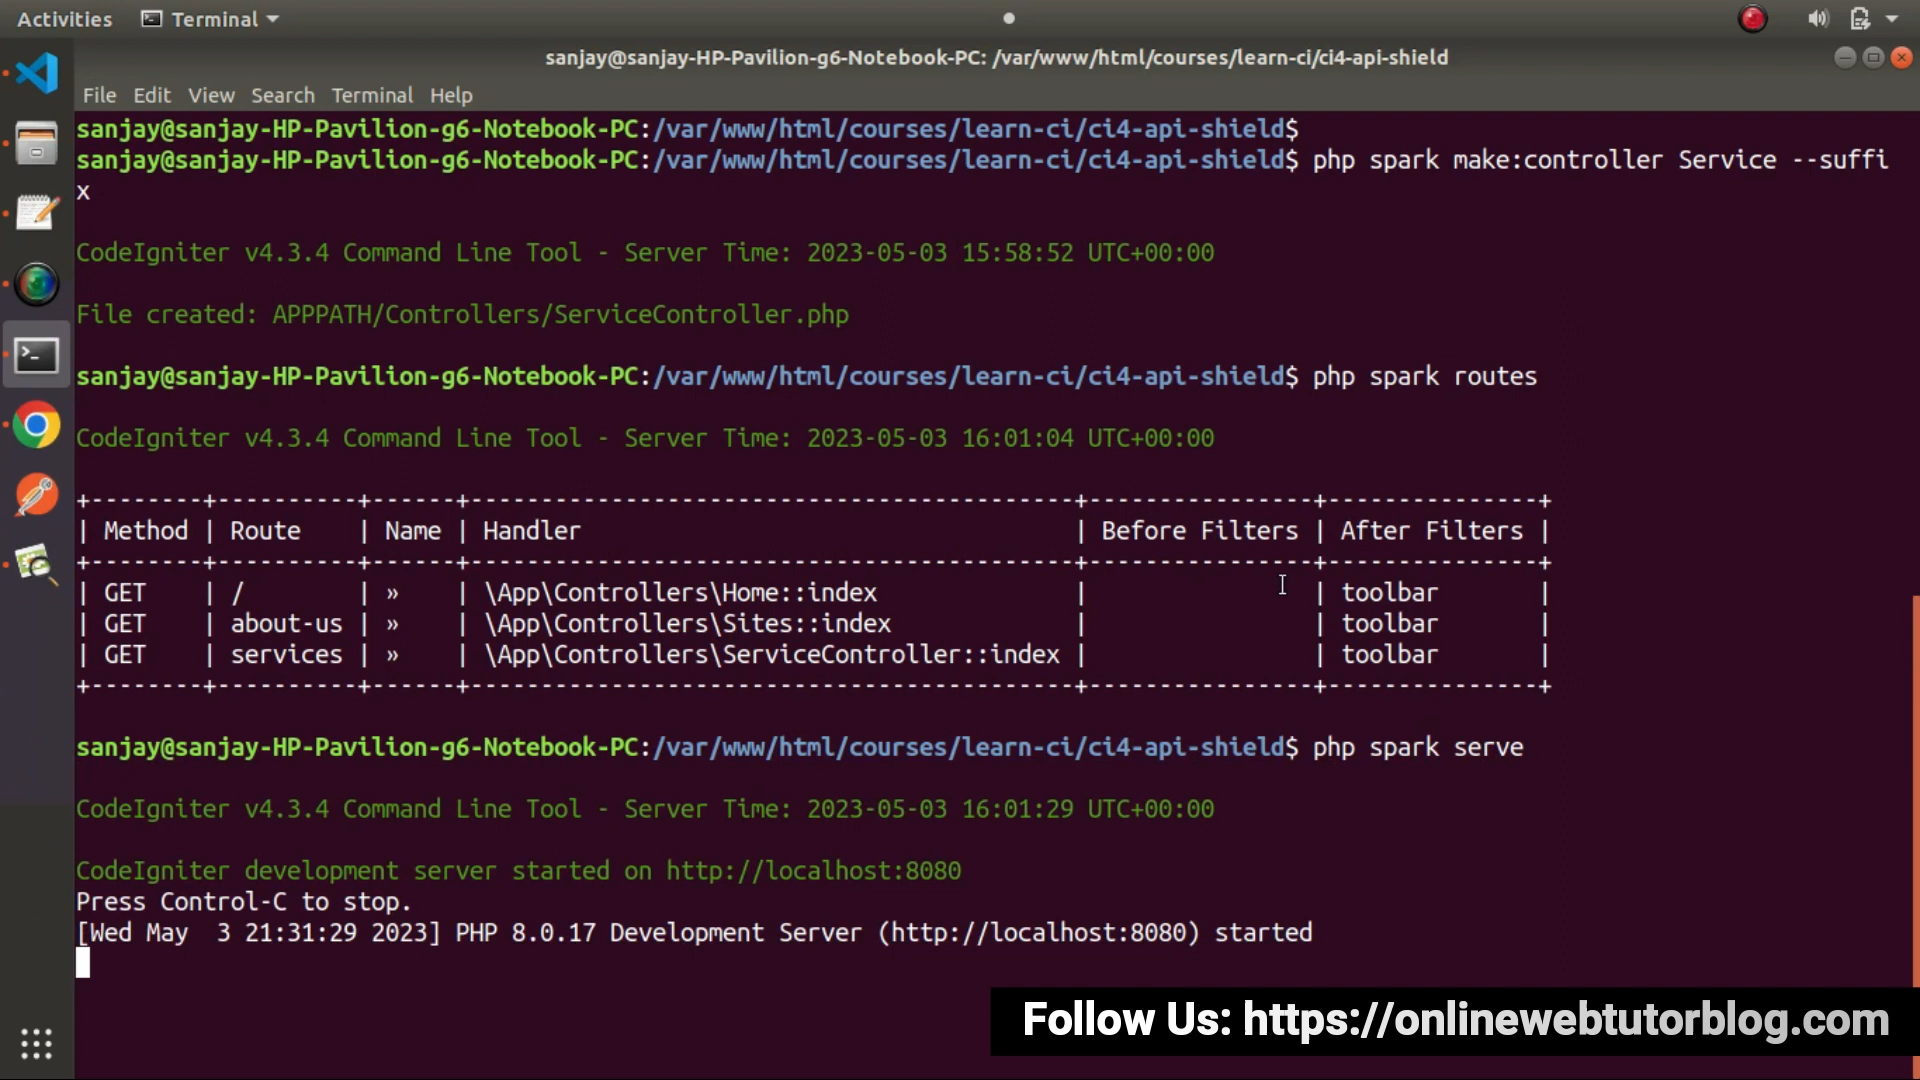 Activities Terminal
sanjay@sanjay-HP-Pavilion-g6-Notebook-PC: /var/www/html/courses/learn-ci/ci4-api-shield
File Edit View Search Terminal Help
sanjay@sanjay-HP-Pavilion-g6-Notebook-PC:/var/www/html/courses/learn-ci/ci4-api-shield$
sanjay@sanjay-HP-Pavilion-g6-Notebook-PC:/var/www/html/courses/learn-ci/ci4-api-shield$ php spark make:controller Service --suffi
x
CodeIgniter v4.3.4 Command Line Tool - Server Time: 2023-05-03 15:58:52 UTC+00:00
File created: APPPATH/Controllers/ServiceController.php
sanjay@sanjay-HP-Pavilion-g6-Notebook-PC:/var/www/html/courses/learn-ci/ci4-api-shield$ php spark routes
CodeIgniter v4.3.4 Command Line Tool - Server Time: 2023-05-03 16:01:04 UTC+00:00
+--------+----------+------+-------------------------------------------+----------------+---------------+
| Method | Route    | Name | Handler                                   | Before Filters | After Filters |
+--------+----------+------+-------------------------------------------+----------------+---------------+
| GET    | /        | »    | \App\Controllers\Home::index              |                | toolbar       |
| GET    | about-us | »    | \App\Controllers\Sites::index             |                | toolbar       |
| GET    | services | »    | \App\Controllers\ServiceController::index |                | toolbar       |
+--------+----------+------+-------------------------------------------+----------------+---------------+
sanjay@sanjay-HP-Pavilion-g6-Notebook-PC:/var/www/html/courses/learn-ci/ci4-api-shield$ php spark serve
CodeIgniter v4.3.4 Command Line Tool - Server Time: 2023-05-03 16:01:29 UTC+00:00
CodeIgniter development server started on http://localhost:8080
Press Control-C to stop.
[Wed May  3 21:31:29 2023] PHP 8.0.17 Development Server (http://localhost:8080) started
Follow Us: https://onlinewebtutorblog.com